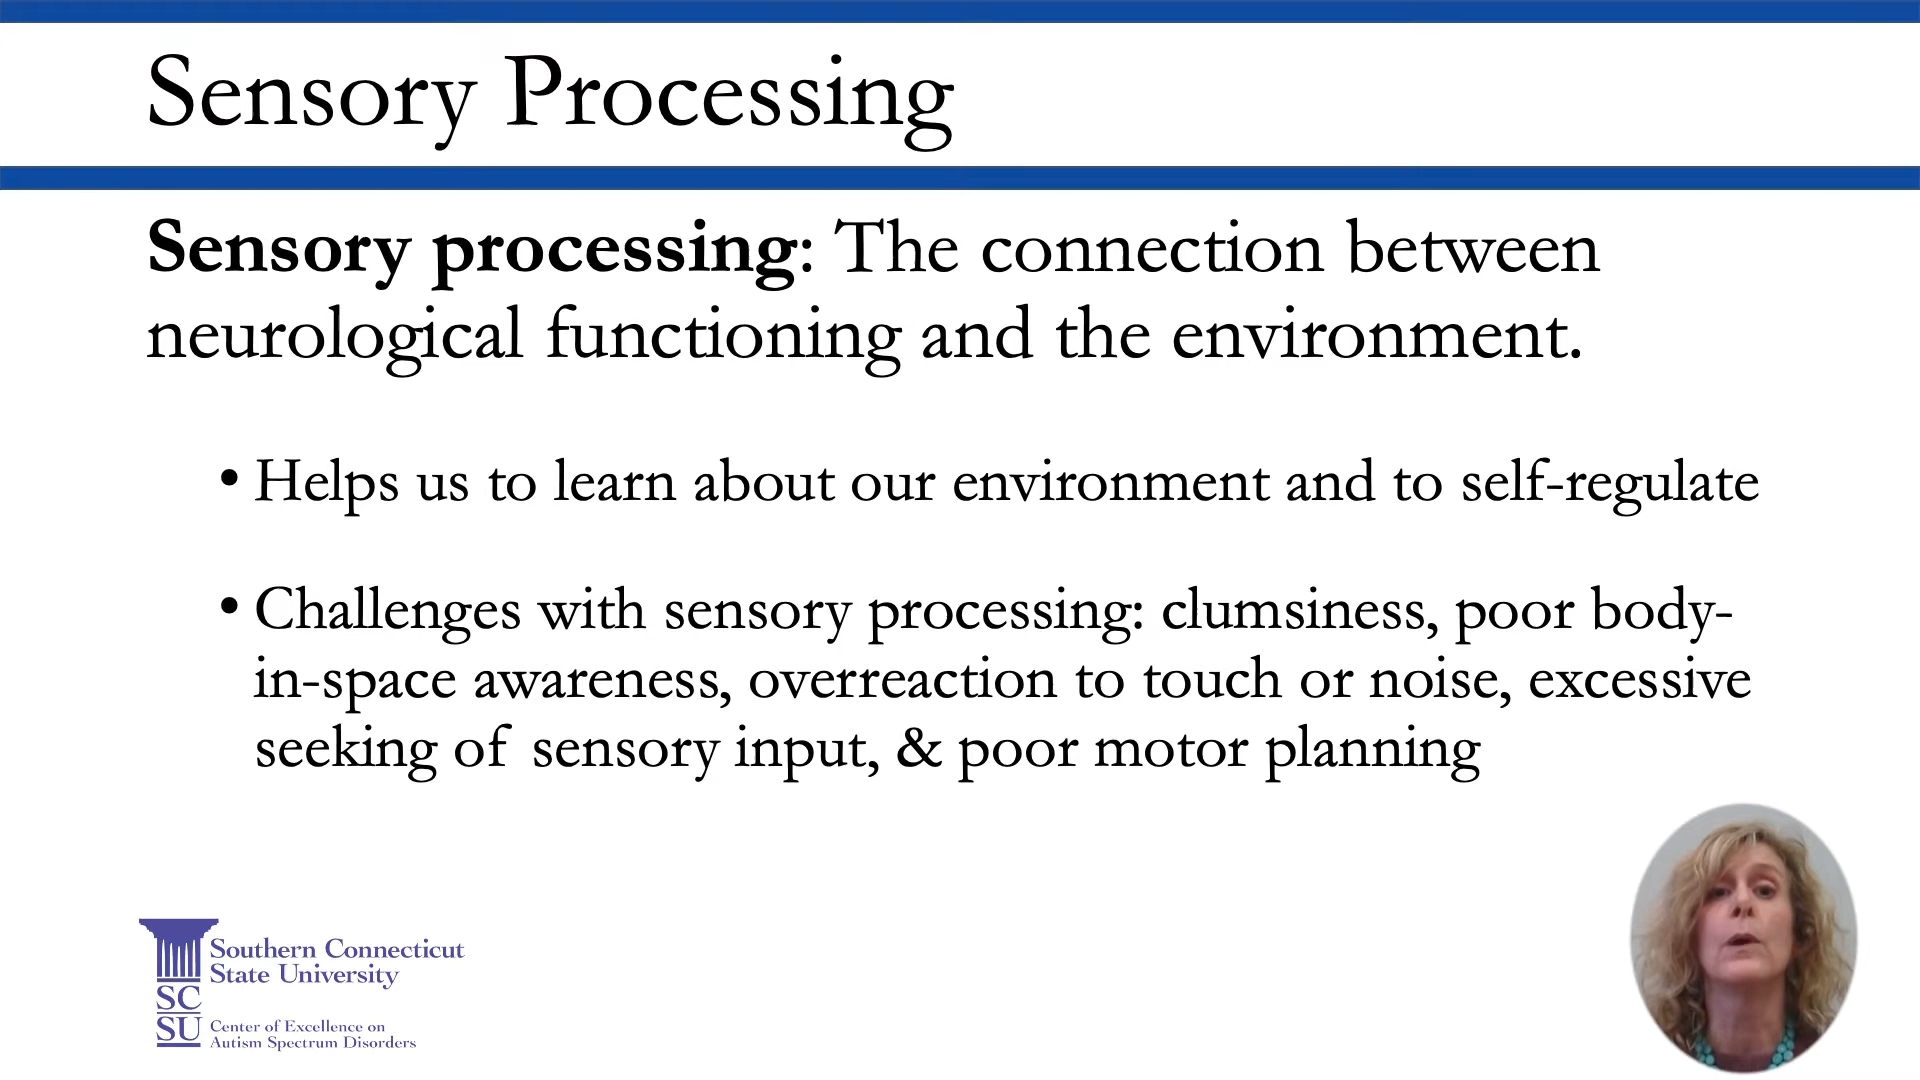 Sensory Processing
Sensory processing: The connection between
neurological functioning and the environment.
• Helps us to learn about our environment and to self-regulate
• Challenges with sensory processing: clumsiness, poor body-
in-space awareness, overreaction to touch or noise, excessive
seeking of sensory input, & poor motor planning
Southern Connecticut
State University
SC
SU
Center of Excellence on
Autism Spectrum Disorders